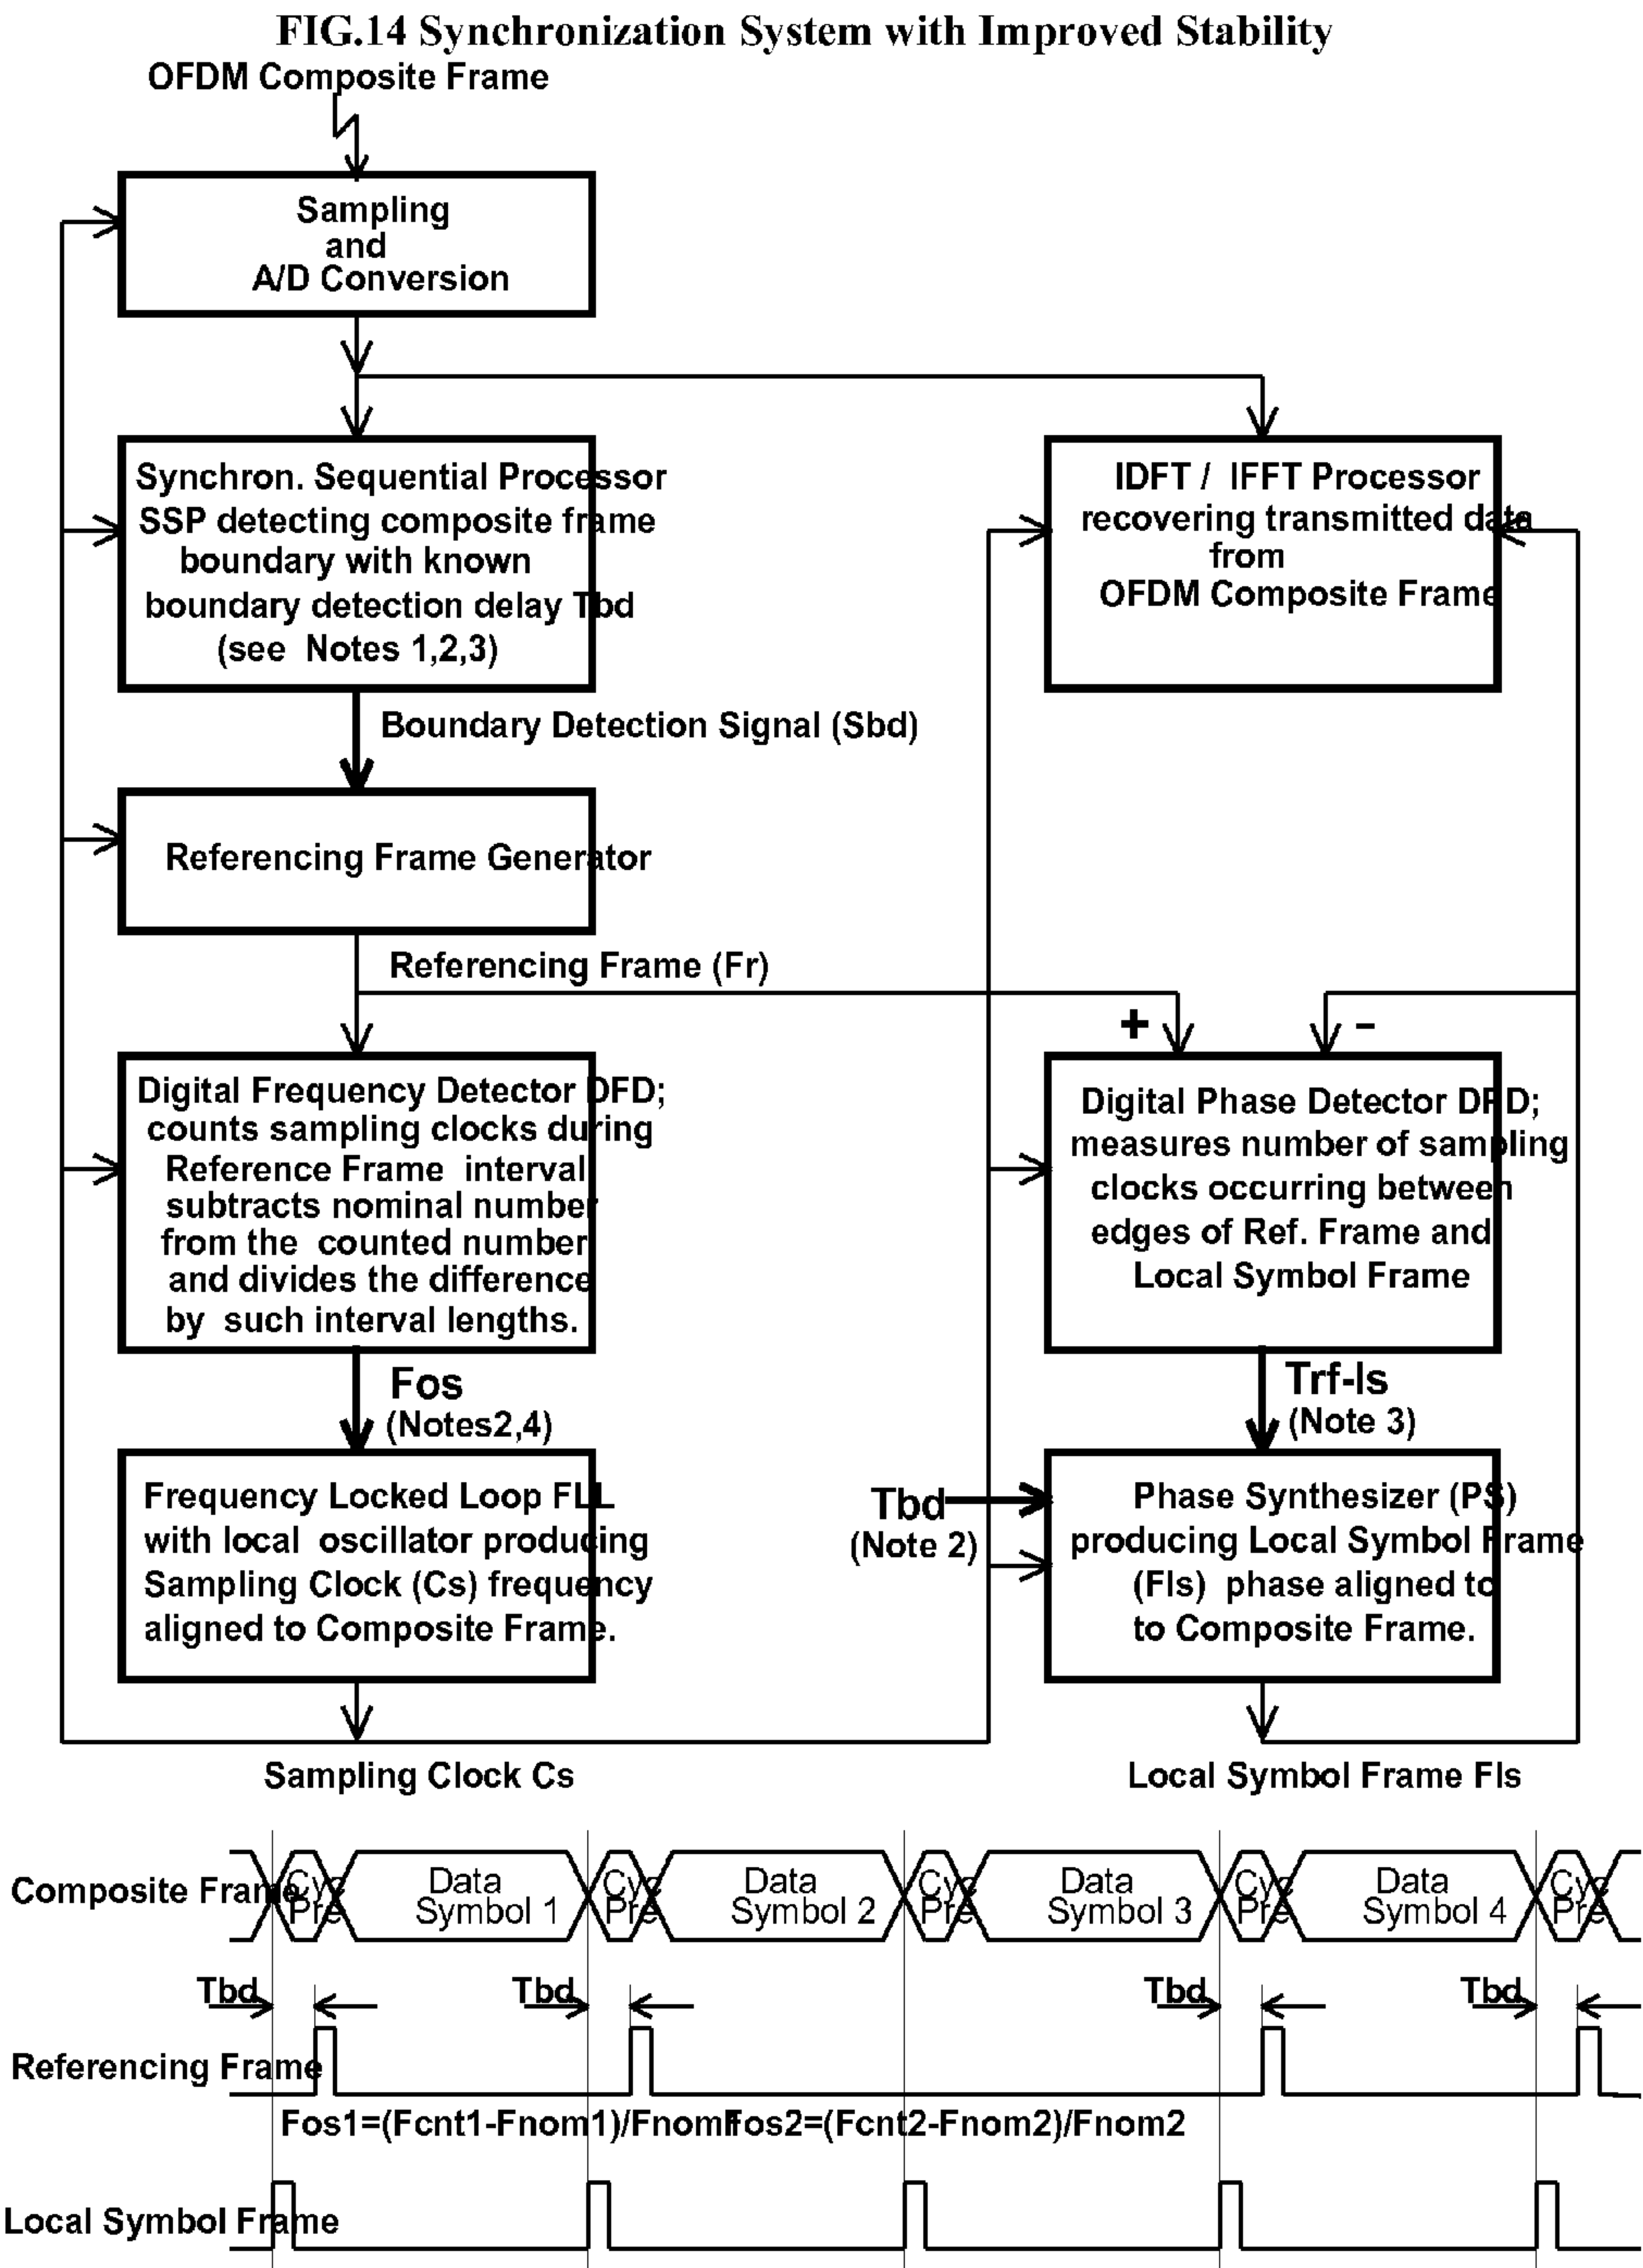 FIG.14 Synchronization System with Improved Stability
OFDM Composite Frame
Sampling
and
A/D Conversion
Synchron. Sequential Processor
SSP detecting composite frame
boundary with known
boundary detection delay Tbd
(see Notes 1,2,3)
IDFT / IFFT Processor
recovering transmitted data
from
OFDM Composite Frame
Boundary Detection Signal (Sbd)
Referencing Frame Generator
Referencing Frame (Fr)
+
-
Digital Frequency Detector DFD;
counts sampling clocks during
Reference Frame interval
subtracts nominal number
from the counted number
and divides the difference
by such interval lengths.
Digital Phase Detector DPD;
measures number of sampling
clocks occurring between
edges of Ref. Frame and
Local Symbol Frame
Fos
(Notes2,4)
Trf-ls
(Note 3)
Frequency Locked Loop FLL
with local oscillator producing
Sampling Clock (Cs) frequency
aligned to Composite Frame.
Tbd
(Note 2)
Phase Synthesizer (PS)
producing Local Symbol Frame
(Fls) phase aligned to
to Composite Frame.
Sampling Clock Cs
Local Symbol Frame Fls
Composite Frame
Cyc
Pre
Data
Symbol 1
Cyc
Pre
Data
Symbol 2
Cyc
Pre
Data
Symbol 3
Cyc
Pre
Data
Symbol 4
Cyc
Pre
Tbd
Tbd
Tbd
Tbd
Referencing Frame
Fos1=(Fcnt1-Fnom1)/Fnom1
Fos2=(Fcnt2-Fnom2)/Fnom2
Local Symbol Frame